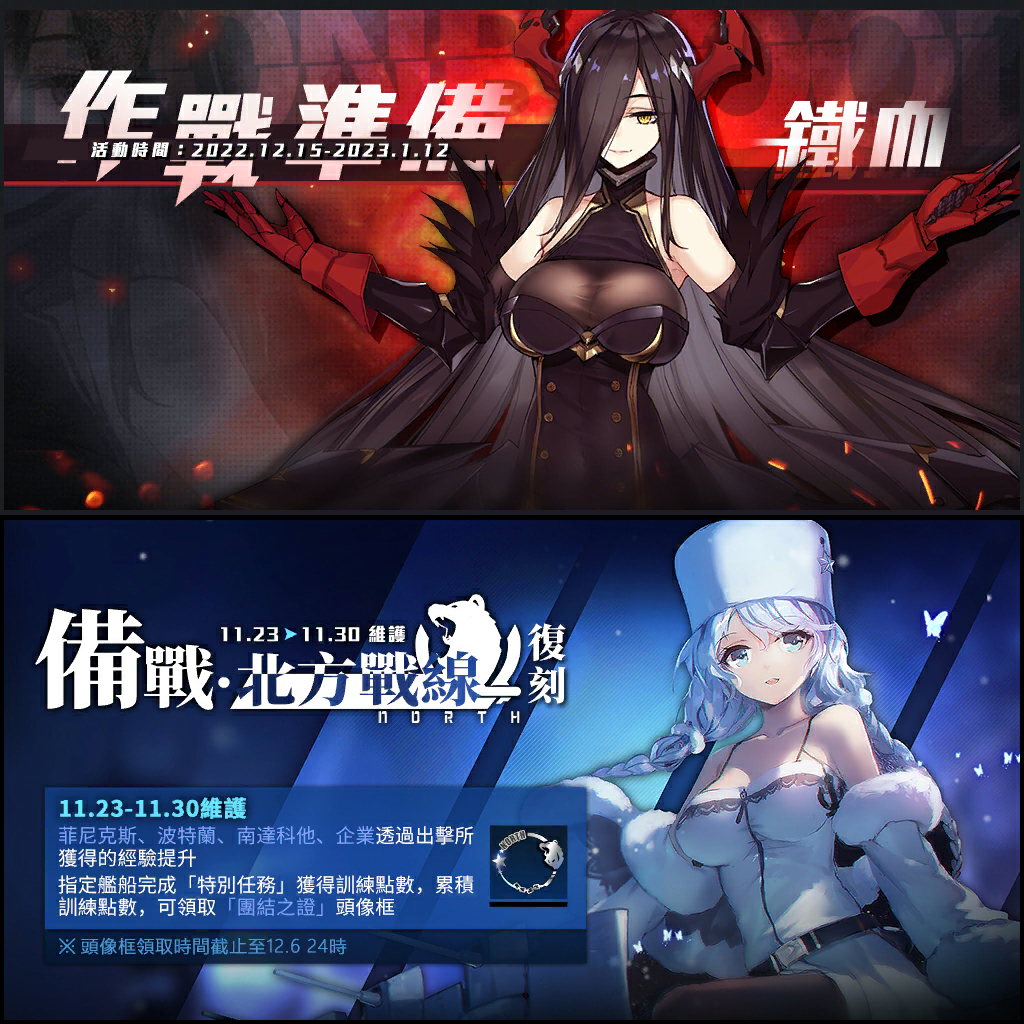 作戰準備
活動時間：2022.12.15-2023.1.12
鐵血
11.23➤11.30 維護
備戰·北方戰線
復刻
NORTH
11.23-11.30維護
菲尼克斯、波特蘭、南達科他、企業透過出擊所
獲得的經驗提升
指定艦船完成「特別任務」獲得訓練點數，累積
訓練點數，可領取「團結之證」頭像框
NORTH
※ 頭像框領取時間截止至12.6 24時